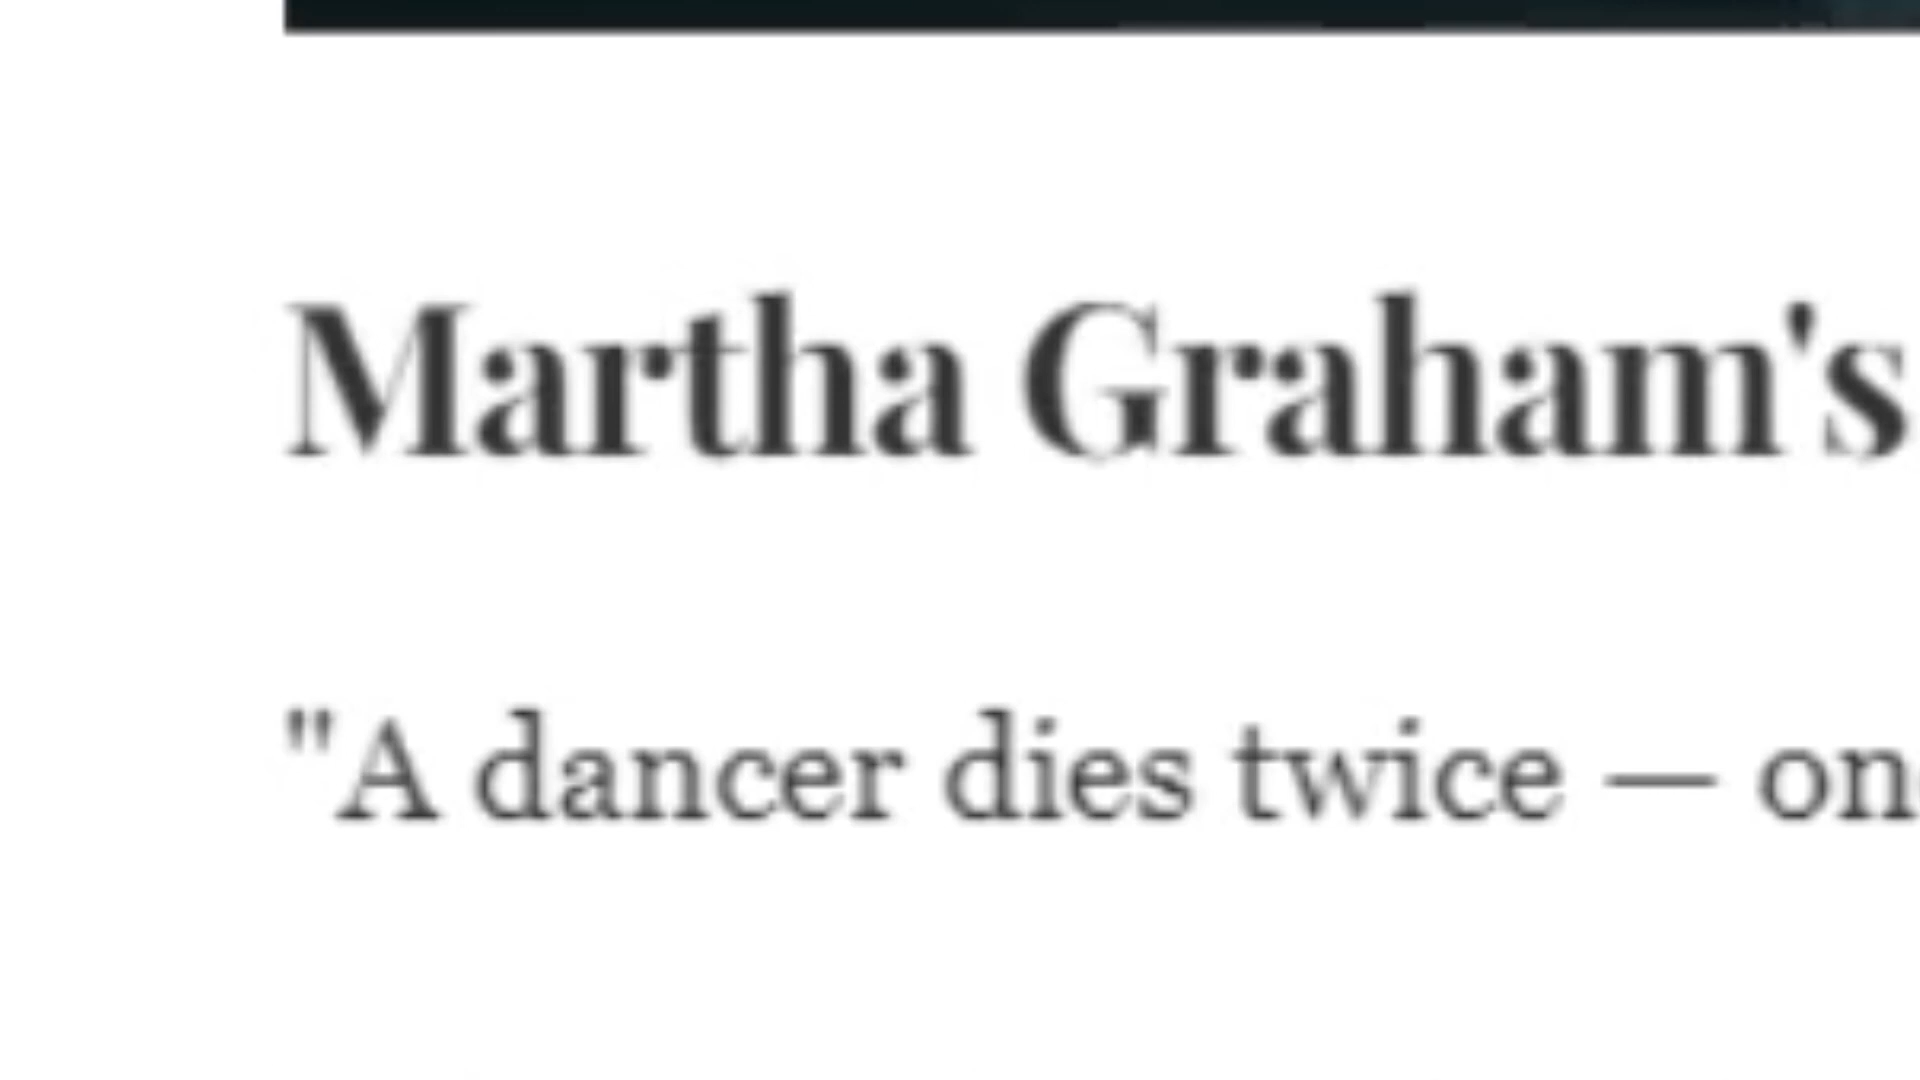 Martha Graham's
"A dancer dies twice — on